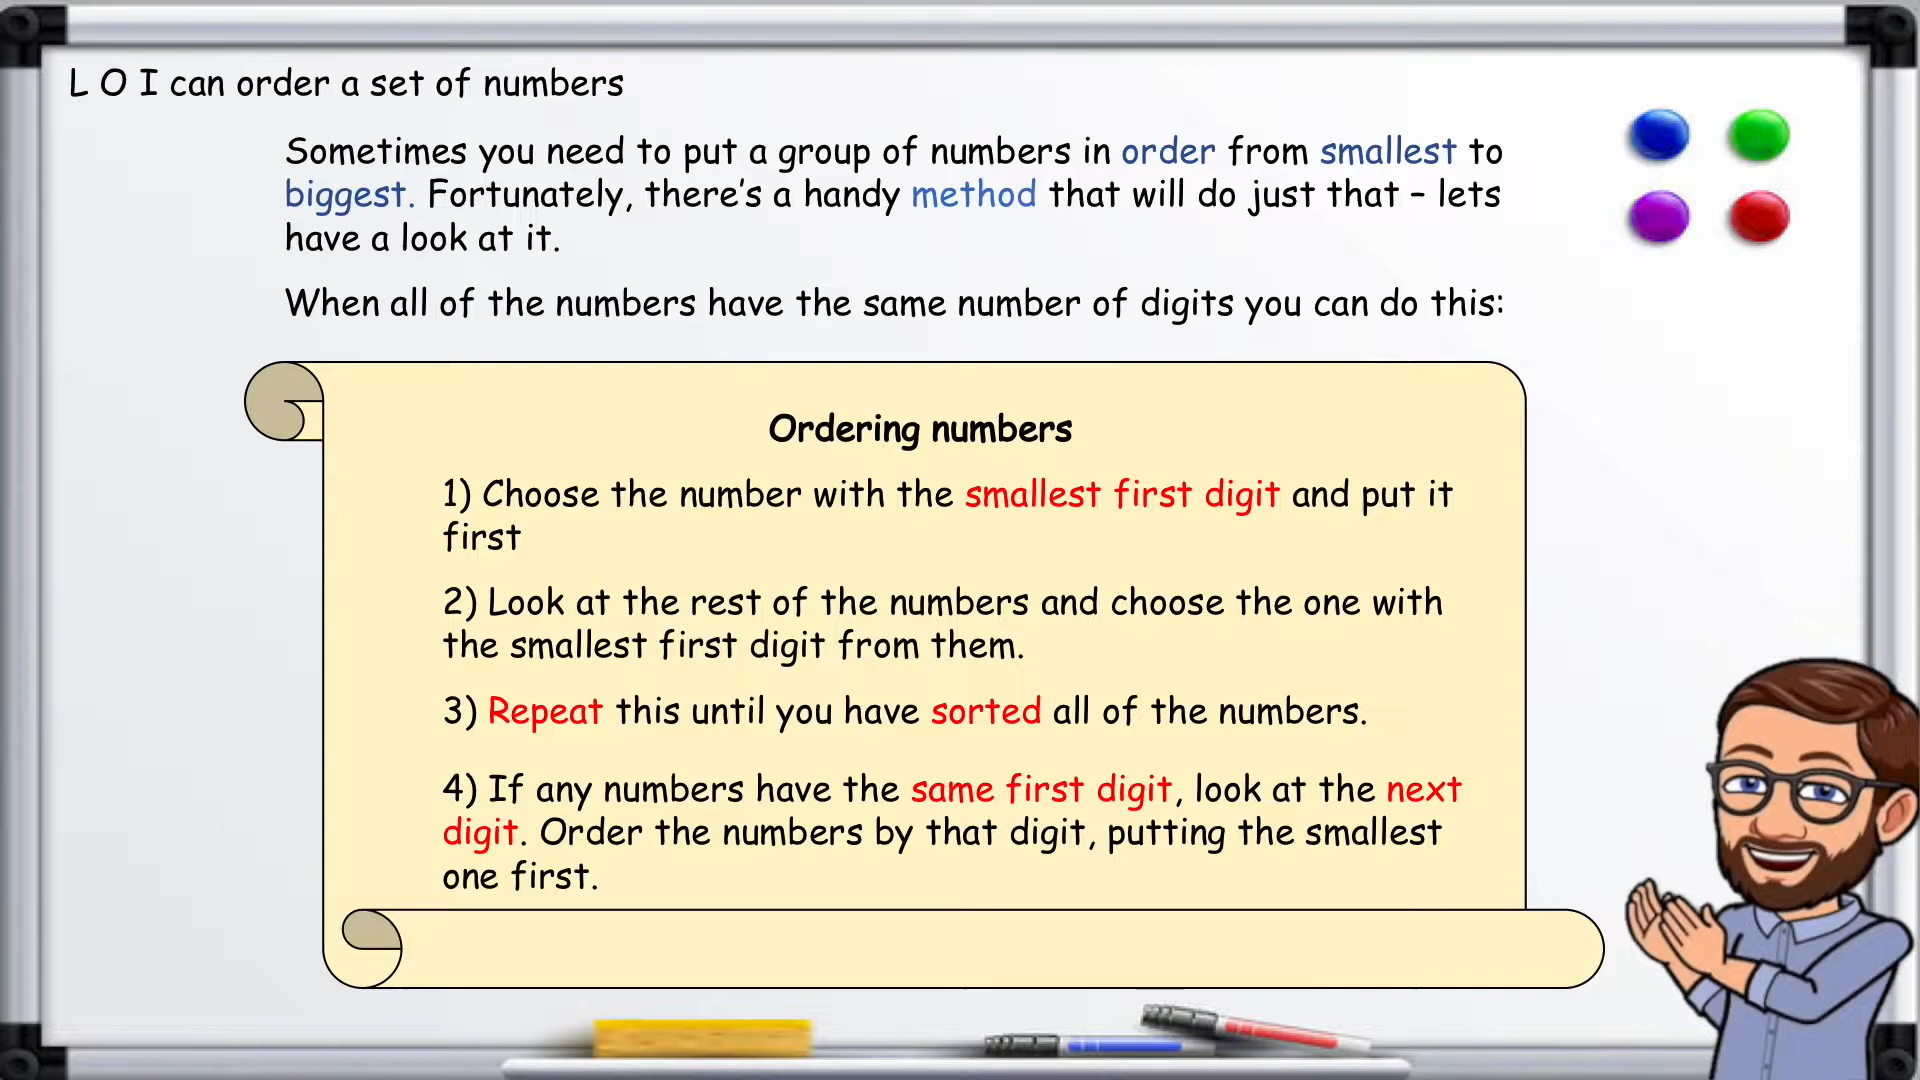 L O I can order a set of numbers
Sometimes you need to put a group of numbers in order from smallest to
biggest. Fortunately, there’s a handy method that will do just that – lets
have a look at it.
When all of the numbers have the same number of digits you can do this:
Ordering numbers
1) Choose the number with the smallest first digit and put it
first
2) Look at the rest of the numbers and choose the one with
the smallest first digit from them.
3) Repeat this until you have sorted all of the numbers.
4) If any numbers have the same first digit, look at the next
digit. Order the numbers by that digit, putting the smallest
one first.